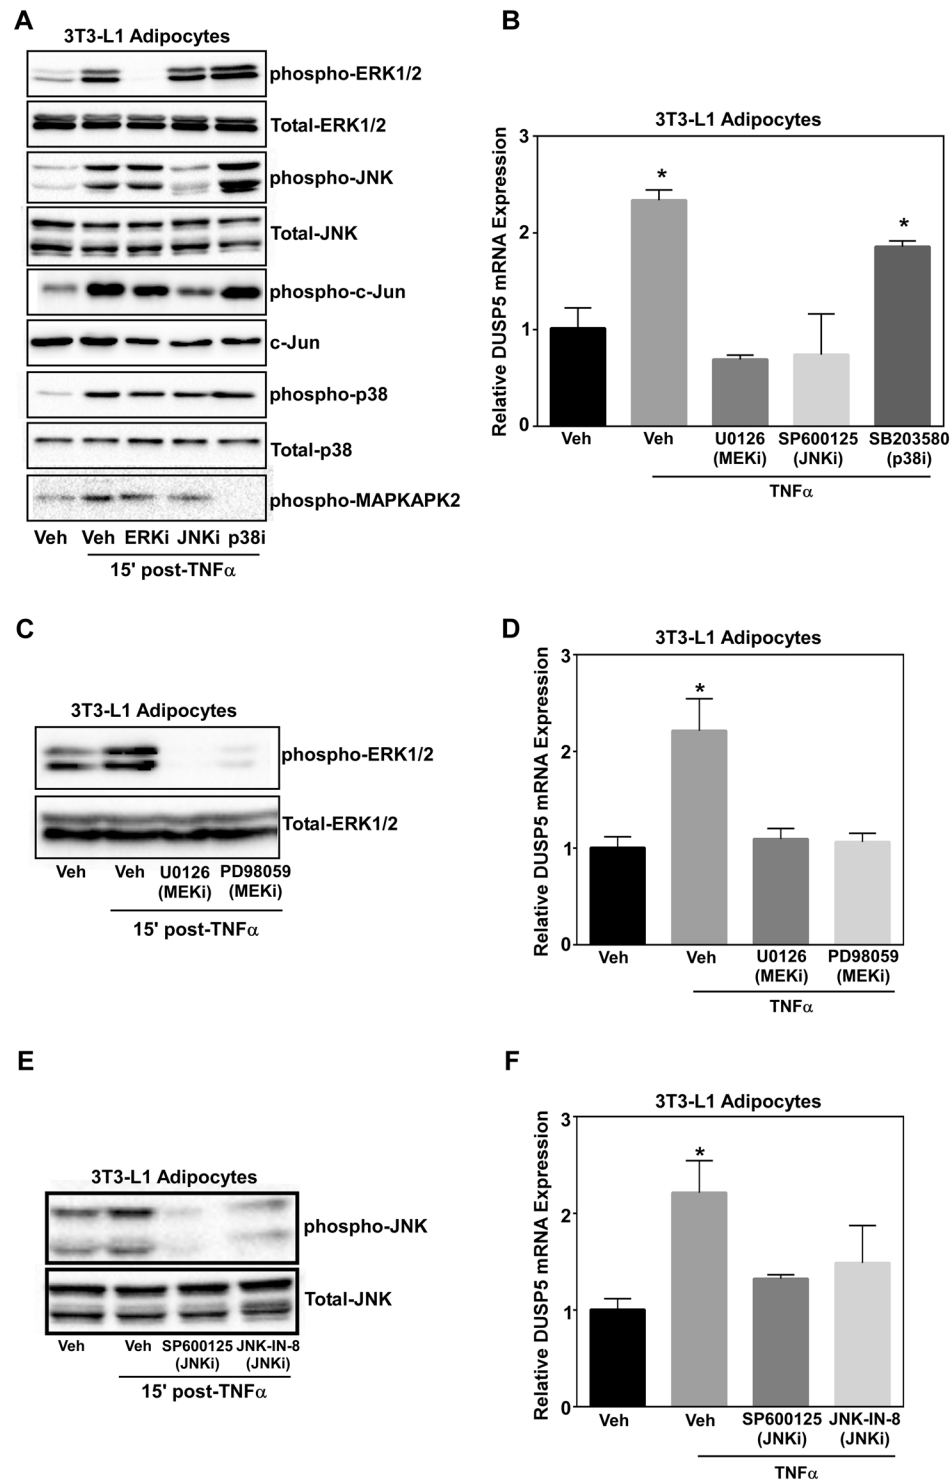 A
3T3-L1 Adipocytes
phospho-ERK1/2
Total-ERK1/2
phospho-JNK
Total-JNK
phospho-c-Jun
c-Jun
phospho-p38
Total-p38
phospho-MAPKAPK2
Veh Veh ERKi JNKi p38i
15' post-TNFα
B
3T3-L1 Adipocytes
Relative DUSP5 mRNA Expression
3
2
1
0
*
*
Veh Veh U0126 SP600125 SB203580
(MEKi) (JNKi) (p38i)
TNFα
C
3T3-L1 Adipocytes
phospho-ERK1/2
Total-ERK1/2
Veh Veh U0126 PD98059
(MEKi) (MEKi)
15' post-TNFα
D
3T3-L1 Adipocytes
Relative DUSP5 mRNA Expression
3
2
1
0
*
Veh Veh U0126 PD98059
(MEKi) (MEKi)
TNFα
E
3T3-L1 Adipocytes
phospho-JNK
Total-JNK
Veh Veh SP600125 JNK-IN-8
(JNKi) (JNKi)
15' post-TNFα
F
3T3-L1 Adipocytes
Relative DUSP5 mRNA Expression
3
2
1
0
*
Veh Veh SP600125 JNK-IN-8
(JNKi) (JNKi)
TNFα